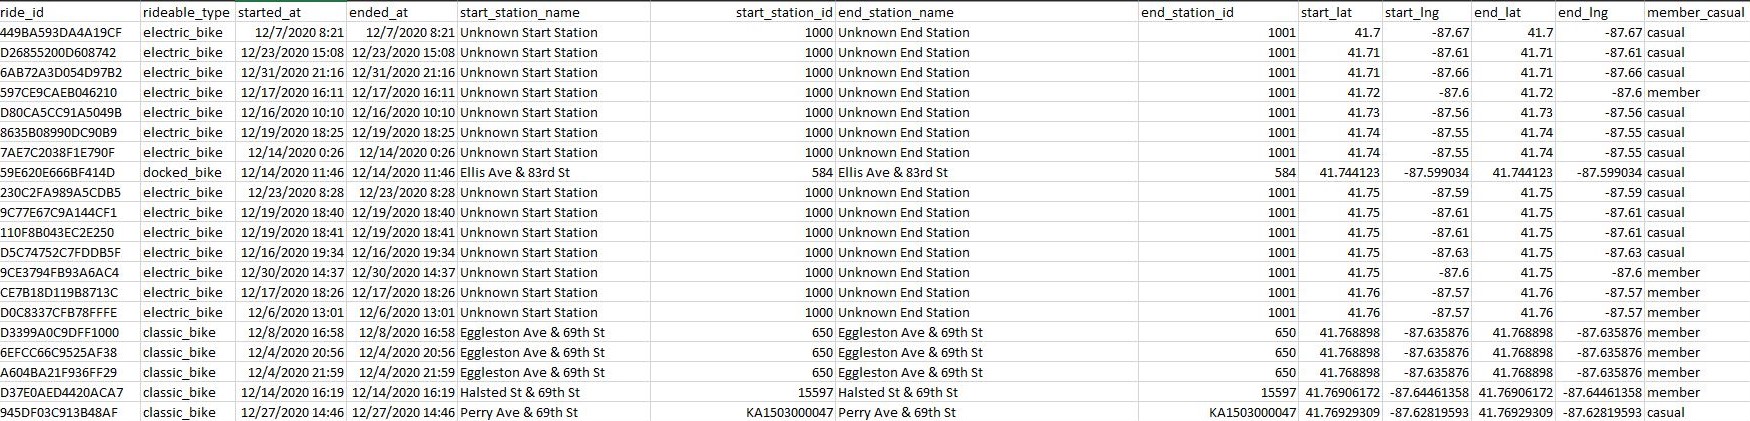 ride_id rideable_type started_at ended_at start_station_name start_station_id end_station_name end_station_id start_lat start_lng end_lat end_lng member_casual
449BA593DA4A19CF electric_bike 12/7/2020 8:21 12/7/2020 8:21 Unknown Start Station 1000 Unknown End Station 1001 41.7 -87.67 41.7 -87.67 casual
D26855200D608742 electric_bike 12/23/2020 15:08 12/23/2020 15:08 Unknown Start Station 1000 Unknown End Station 1001 41.71 -87.61 41.71 -87.61 casual
6AB72A3D054D97B2 electric_bike 12/31/2020 21:16 12/31/2020 21:16 Unknown Start Station 1000 Unknown End Station 1001 41.71 -87.66 41.71 -87.66 casual
597CE9CAEB046210 electric_bike 12/17/2020 16:11 12/17/2020 16:11 Unknown Start Station 1000 Unknown End Station 1001 41.72 -87.6 41.72 -87.6 member
D80CA5CC91A5049B electric_bike 12/16/2020 10:10 12/16/2020 10:10 Unknown Start Station 1000 Unknown End Station 1001 41.73 -87.56 41.73 -87.56 casual
8635B08990DC90B9 electric_bike 12/19/2020 18:25 12/19/2020 18:25 Unknown Start Station 1000 Unknown End Station 1001 41.74 -87.55 41.74 -87.55 casual
7AE7C2038F1E790F electric_bike 12/14/2020 0:26 12/14/2020 0:26 Unknown Start Station 1000 Unknown End Station 1001 41.74 -87.55 41.74 -87.55 casual
59E620E666BF414D docked_bike 12/14/2020 11:46 12/14/2020 11:46 Ellis Ave & 83rd St 584 Ellis Ave & 83rd St 584 41.744123 -87.599034 41.744123 -87.599034 casual
230C2FA989A5CDB5 electric_bike 12/23/2020 8:28 12/23/2020 8:28 Unknown Start Station 1000 Unknown End Station 1001 41.75 -87.59 41.75 -87.59 casual
9C77E67C9A144CF1 electric_bike 12/19/2020 18:40 12/19/2020 18:40 Unknown Start Station 1000 Unknown End Station 1001 41.75 -87.61 41.75 -87.61 casual
110F8B043EC2E250 electric_bike 12/19/2020 18:41 12/19/2020 18:41 Unknown Start Station 1000 Unknown End Station 1001 41.75 -87.61 41.75 -87.61 casual
D5C74752C7FDDB5F electric_bike 12/16/2020 19:34 12/16/2020 19:34 Unknown Start Station 1000 Unknown End Station 1001 41.75 -87.63 41.75 -87.63 casual
9CE3794FB93A6AC4 electric_bike 12/30/2020 14:37 12/30/2020 14:37 Unknown Start Station 1000 Unknown End Station 1001 41.75 -87.6 41.75 -87.6 member
CE7B18D119B8713C electric_bike 12/17/2020 18:26 12/17/2020 18:26 Unknown Start Station 1000 Unknown End Station 1001 41.76 -87.57 41.76 -87.57 member
D0C8337CFB78FFFE electric_bike 12/6/2020 13:01 12/6/2020 13:01 Unknown Start Station 1000 Unknown End Station 1001 41.76 -87.57 41.76 -87.57 member
D3399A0C9DFF1000 classic_bike 12/8/2020 16:58 12/8/2020 16:58 Eggleston Ave & 69th St 650 Eggleston Ave & 69th St 650 41.768898 -87.635876 41.768898 -87.635876 member
6EFCC66C9525AF38 classic_bike 12/4/2020 20:56 12/4/2020 20:56 Eggleston Ave & 69th St 650 Eggleston Ave & 69th St 650 41.768898 -87.635876 41.768898 -87.635876 member
A604BA21F936FF29 classic_bike 12/4/2020 21:59 12/4/2020 21:59 Eggleston Ave & 69th St 650 Eggleston Ave & 69th St 650 41.768898 -87.635876 41.768898 -87.635876 member
D37E0AED4420ACA7 classic_bike 12/14/2020 16:19 12/14/2020 16:19 Halsted St & 69th St 15597 Halsted St & 69th St 15597 41.76906172 -87.64461358 41.76906172 -87.64461358 member
945DF03C913B48AF classic_bike 12/27/2020 14:46 12/27/2020 14:46 Perry Ave & 69th St KA1503000047 Perry Ave & 69th St KA1503000047 41.76929309 -87.62819593 41.76929309 -87.62819593 casual